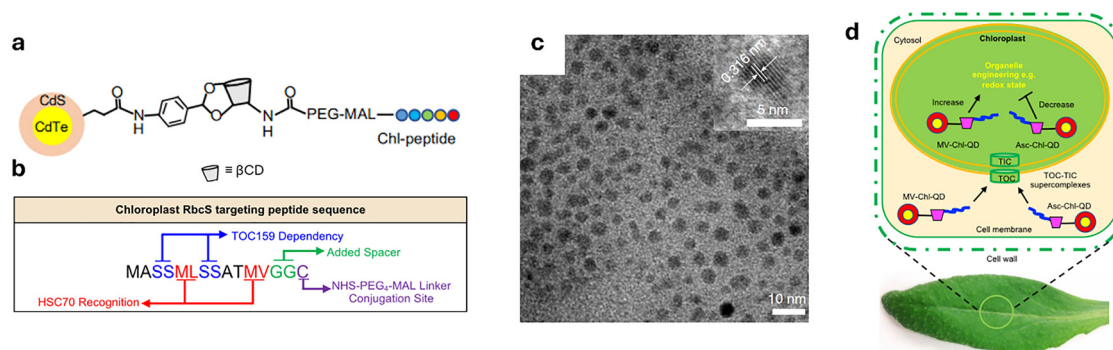 a
CdS
CdTe
O
N
H
O
O
N
H
O
PEG-MAL
Chl-peptide
≡ βCD
b
Chloroplast RbcS targeting peptide sequence
TOC159 Dependency
Added Spacer
MASSMLSSATMVGGC
HSC70 Recognition
NHS-PEG₄-MAL Linker
Conjugation Site
c
0.316 nm
5 nm
10 nm
d
Cytosol
Chloroplast
Organelle
engineering e.g.
redox state
Increase
Decrease
MV-Chl-QD
Asc-Chl-QD
TIC
TOC
TOC-TIC
supercomplexes
MV-Chl-QD
Asc-Chl-QD
Cell membrane
Cell wall